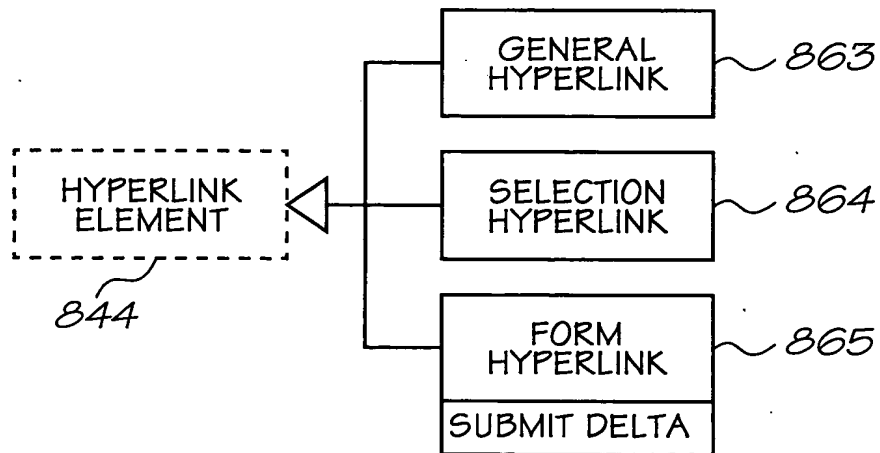 GENERAL
HYPERLINK
863
HYPERLINK
ELEMENT
844
SELECTION
HYPERLINK
864
FORM
HYPERLINK
865
SUBMIT DELTA